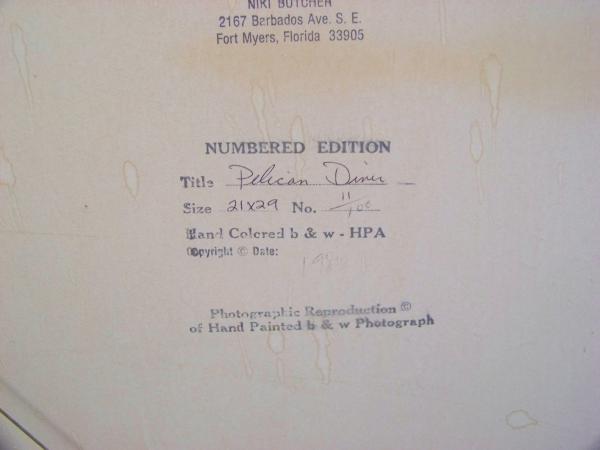 NIKI BUTCHER
2167 Barbados Ave. S. E.
Fort Myers, Florida 33905
NUMBERED EDITION
Title Pelican Diner
Size 21x29 No. 11/100
Hand Colored b & w - HPA
Copyright © Date:
Photographic Reproduction ©
of Hand Painted b & w Photograph